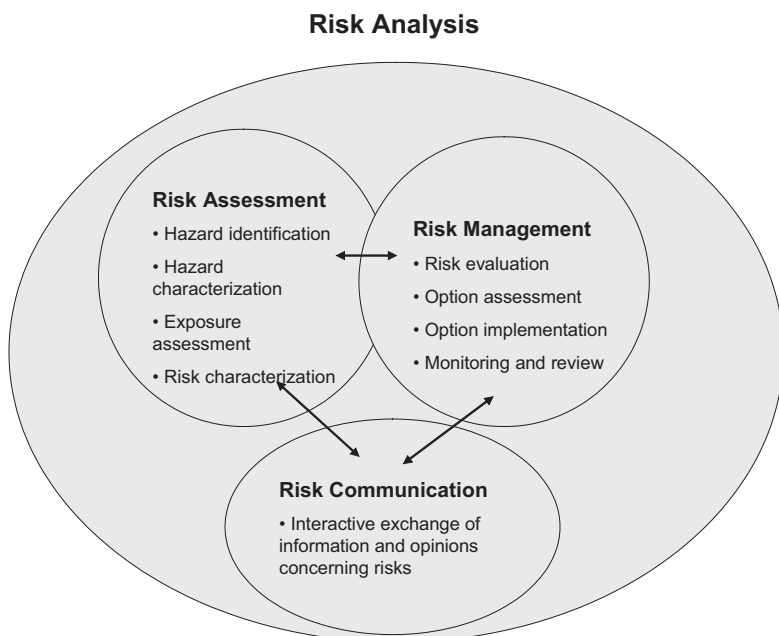 Risk Analysis
Risk Assessment
• Hazard identification
• Hazard
characterization
• Exposure
assessment
• Risk characterization
Risk Management
• Risk evaluation
• Option assessment
• Option implementation
• Monitoring and review
Risk Communication
• Interactive exchange of
information and opinions
concerning risks